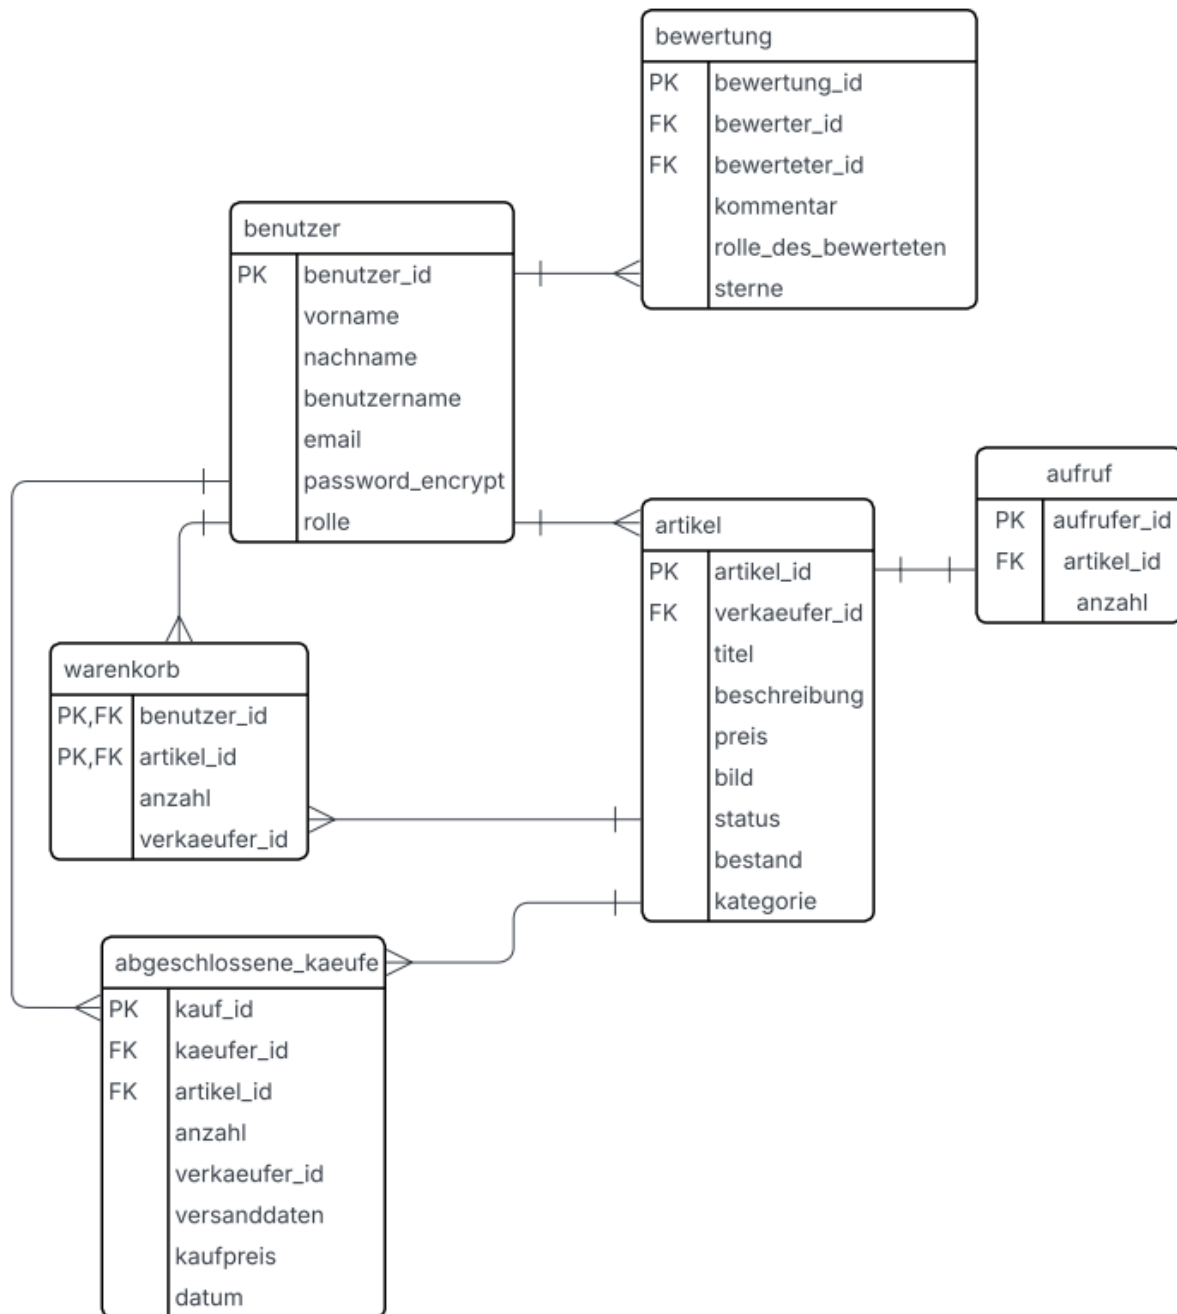 bewertung
PK bewertung_id
FK bewerter_id
FK bewerteter_id
kommentar
rolle_des_bewerteten
sterne
benutzer
PK benutzer_id
vorname
nachname
benutzername
email
password_encrypt
rolle
aufruf
PK aufrufer_id
FK artikel_id
anzahl
artikel
PK artikel_id
FK verkaeufer_id
titel
beschreibung
preis
bild
status
bestand
kategorie
warenkorb
PK,FK benutzer_id
PK,FK artikel_id
anzahl
verkaeufer_id
abgeschlossene_kaeufe
PK kauf_id
FK kaeufer_id
FK artikel_id
anzahl
verkaeufer_id
versanddaten
kaufpreis
datum